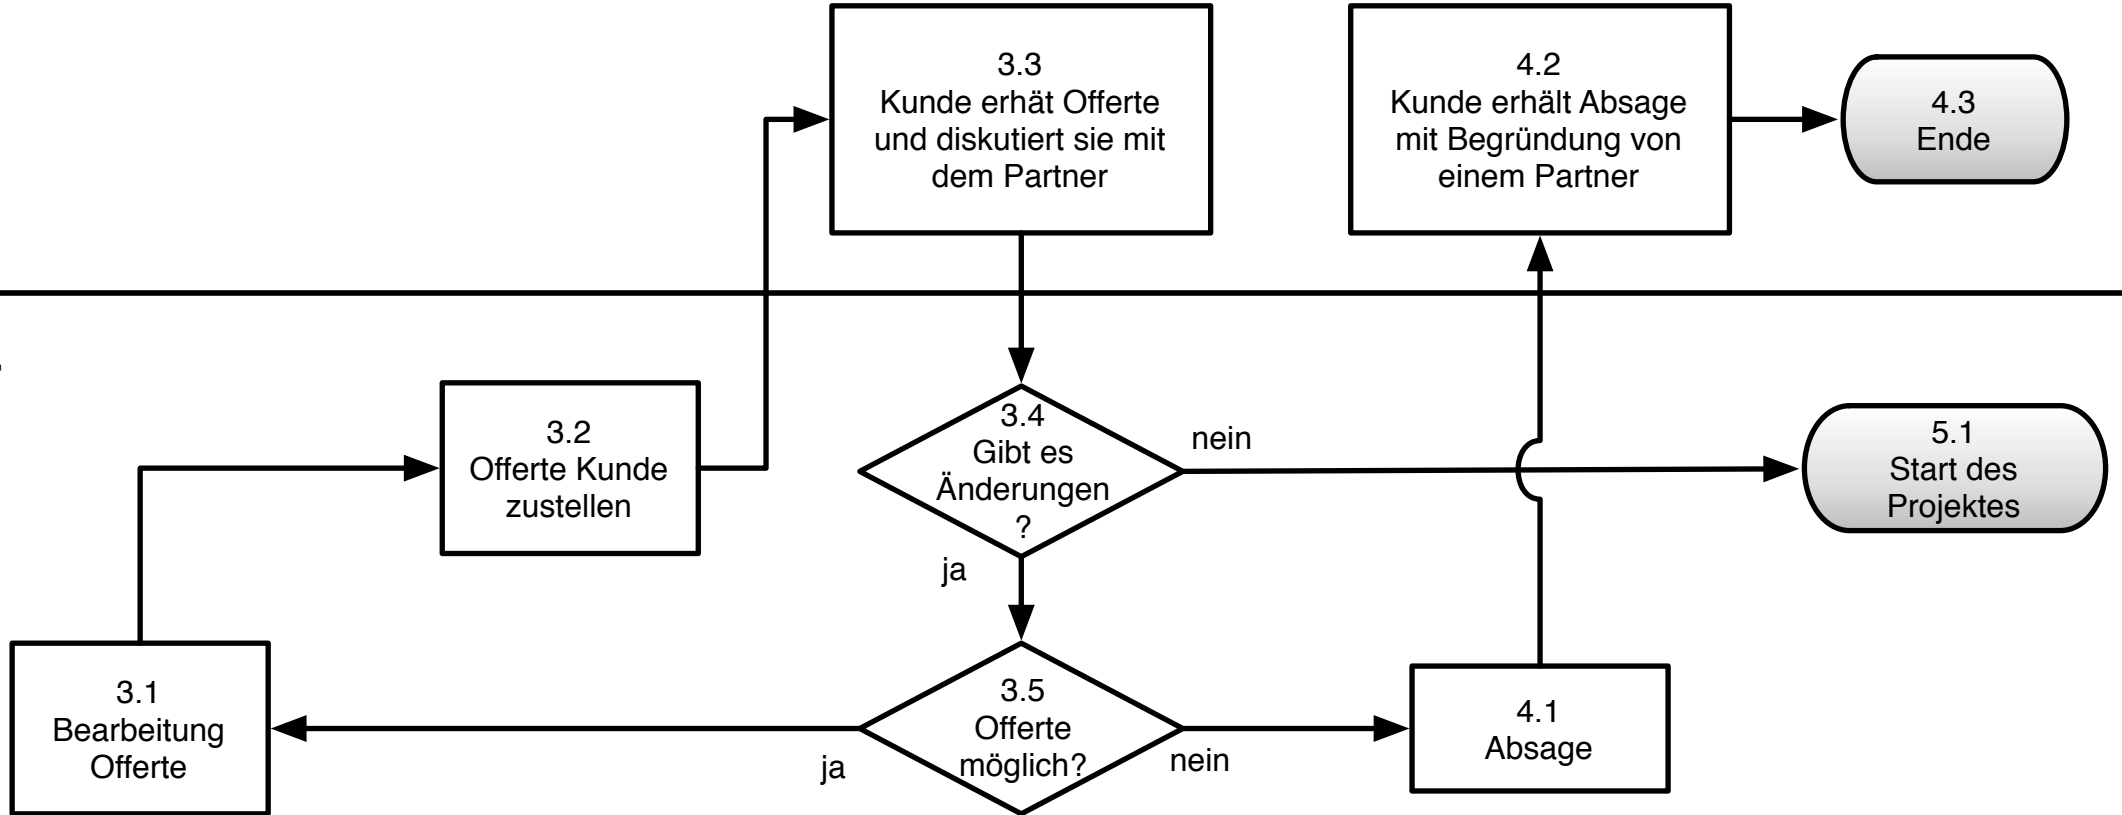 3.3
Kunde erhät Offerte
und diskutiert sie mit
dem Partner
4.2
Kunde erhält Absage
mit Begründung von
einem Partner
4.3
Ende
3.2
Offerte Kunde
zustellen
3.4
Gibt es
Änderungen
?
nein
5.1
Start des
Projektes
ja
3.1
Bearbeitung
Offerte
ja
3.5
Offerte
möglich?
nein
4.1
Absage